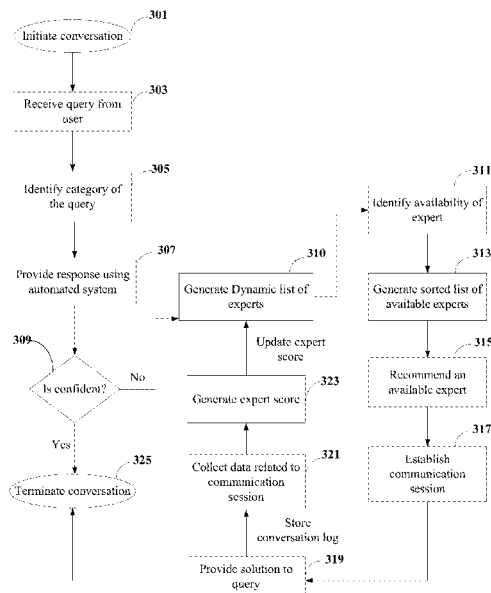 301
Initiate conversation
303
Receive query from
user
305
Identify category of
the query
307
Provide response using
automated system
309
Is confident?
No
Yes
325
Terminate conversation
310
Generate Dynamic list of
experts
Update expert
score
323
Generate expert score
321
Collect data related to
communication
session
Store
conversation log
319
Provide solution to
query
311
Identify availability of
expert
313
Generate sorted list of
available experts
315
Recommend an
available expert
317
Establish
communication
session